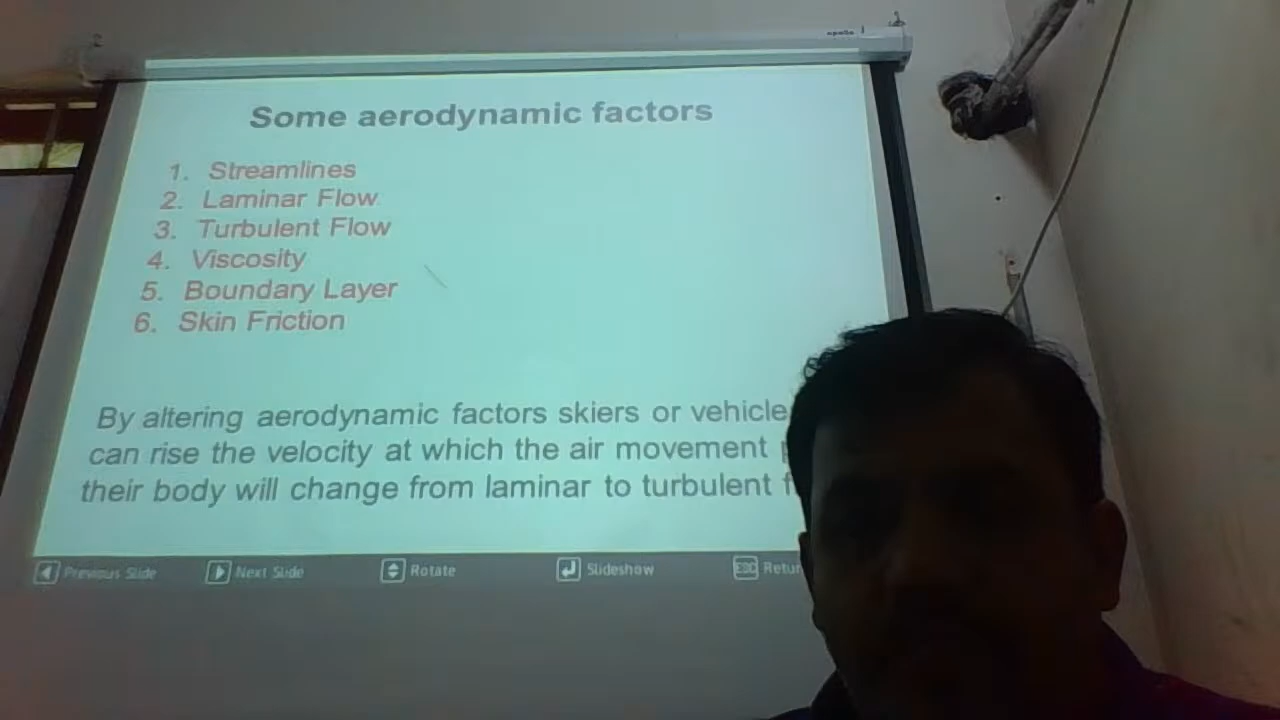 apollo
Some aerodynamic factors
1. Streamlines
2. Laminar Flow
3. Turbulent Flow
4. Viscosity
5. Boundary Layer
6. Skin Friction
By altering aerodynamic factors skiers or vehicle
can rise the velocity at which the air movement
their body will change from laminar to turbulent
Previous Slide Next Slide Rotate Slideshow ESC